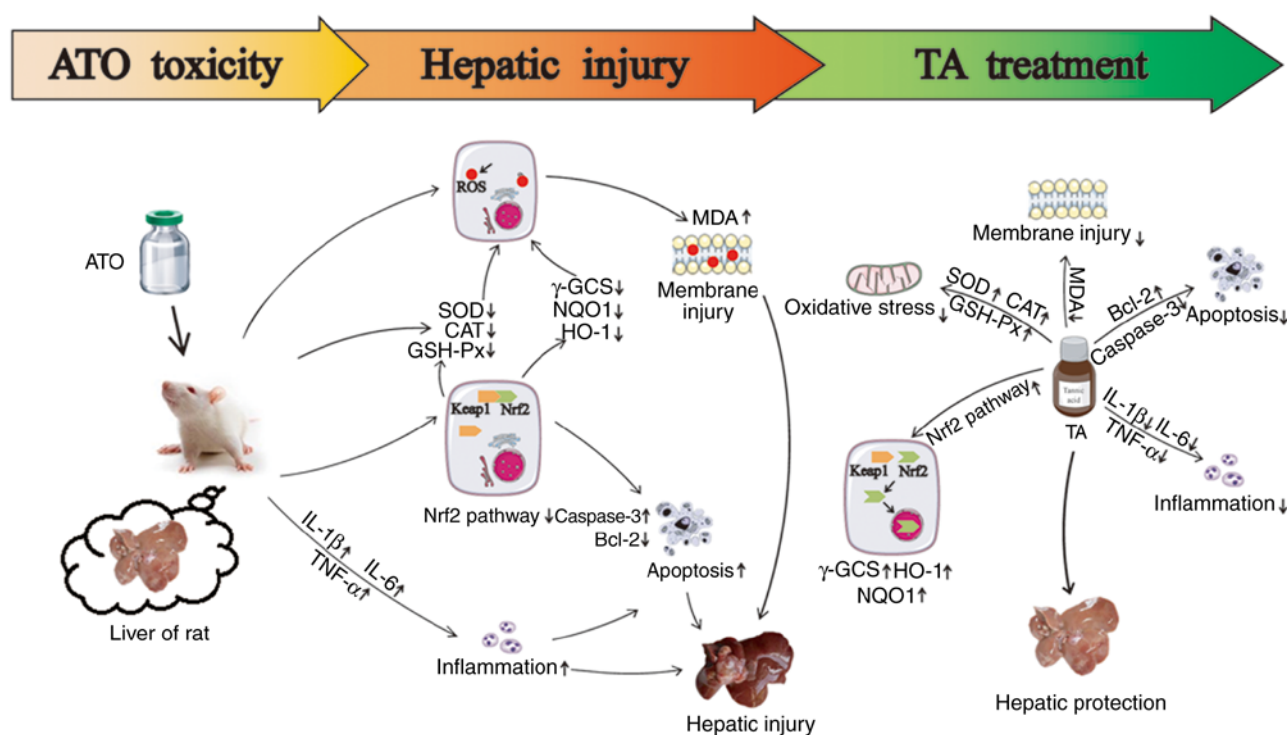 ATO toxicity
Hepatic injury
TA treatment
ATO
Liver of rat
ROS
SOD↓
CAT↓
GSH-Px↓
γ-GCS↓
NQO1↓
HO-1↓
MDA↑
Membrane
injury
Keap1 Nrf2
Nrf2 pathway↓
Caspase-3↑
Bcl-2↓
Apoptosis↑
IL-1β↑ IL-6↑
TNF-α↑
Inflammation↑
Hepatic injury
Membrane injury↓
MDA↓
SOD↑ CAT↑
GSH-Px↑
Oxidative stress↓
Bcl-2↑
Caspase-3↓
Apoptosis↓
Tannic
acid
TA
Nrf2 pathway↑
Keap1 Nrf2
γ-GCS↑HO-1↑
NQO1↑
IL-1β↓ IL-6↓
TNF-α↓
Inflammation↓
Hepatic protection